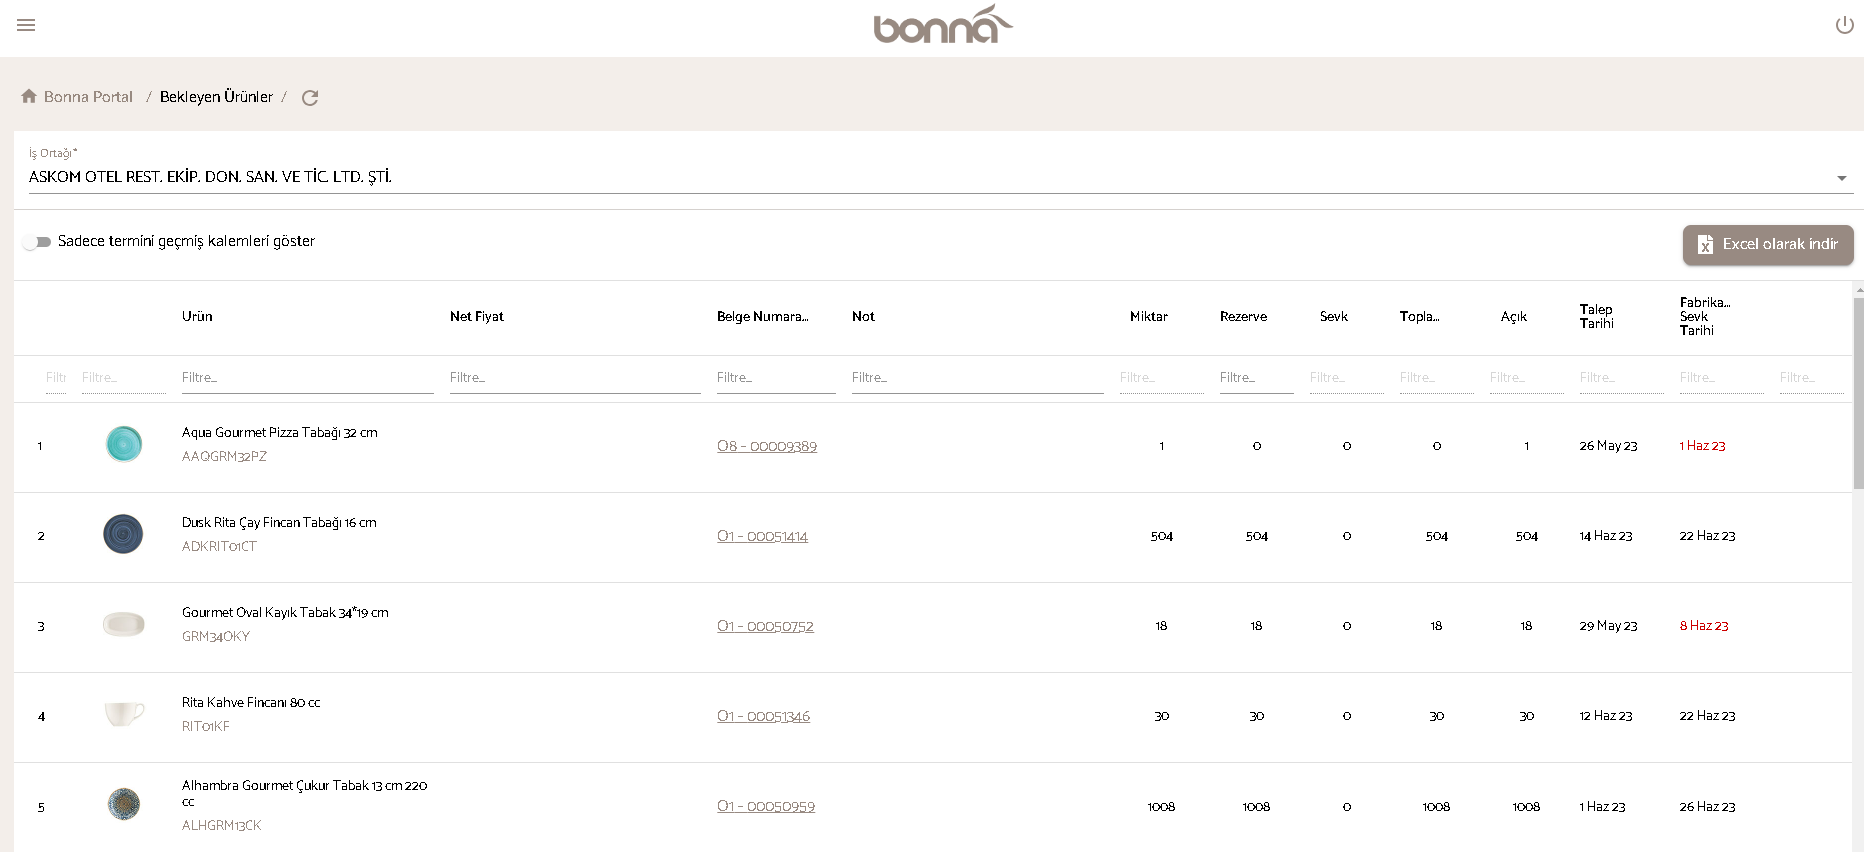 bonna
Bonna Portal / Bekleyen Ürünler /
İş Ortağı*
ASKOM OTEL REST. EKİP. DON. SAN. VE TİC. LTD. ŞTİ.
Sadece termini geçmiş kalemleri göster
Excel olarak indir
Ürün Net Fiyat Belge Numara... Not Miktar Rezerve Sevk Topla... Açık Talep Tarihi Fabrika... Sevk Tarihi
Filtr Filtre... Filtre... Filtre... Filtre... Filtre... Filtre... Filtre... Filtre... Filtre... Filtre... Filtre... Filtre... Filtre...
1 Aqua Gourmet Pizza Tabağı 32 cm O8 - 00009389 1 0 0 0 1 26 May 23 1 Haz 23
AAQGRM32PZ
2 Dusk Rita Çay Fincan Tabağı 16 cm O1 - 00051414 504 504 0 504 504 14 Haz 23 22 Haz 23
ADKRIT01CT
3 Gourmet Oval Kayık Tabak 34*19 cm O1 - 00050752 18 18 0 18 18 29 May 23 8 Haz 23
GRM34OKY
4 Rita Kahve Fincanı 80 cc O1 - 00051346 30 30 0 30 30 12 Haz 23 22 Haz 23
RIT01KF
5 Alhambra Gourmet Çukur Tabak 13 cm 220 cc O1 - 00050959 1008 1008 0 1008 1008 1 Haz 23 26 Haz 23
ALHGRM13CK